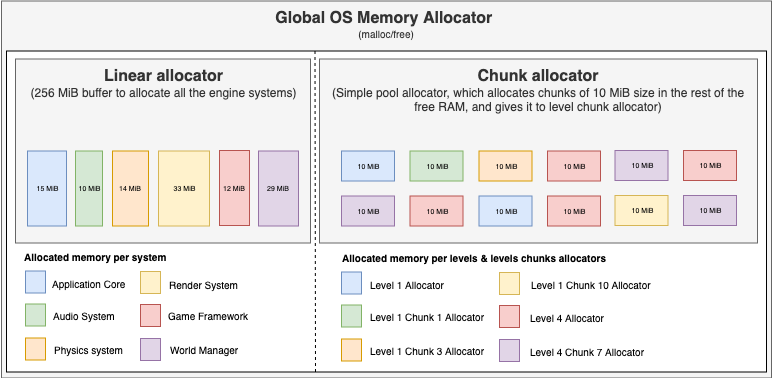 Global OS Memory Allocator
(malloc/free)
Linear allocator
(256 MiB buffer to allocate all the engine systems)
15 MiB
10 MiB
14 MiB
33 MiB
12 MiB
29 MiB
Allocated memory per system
Application Core
Render System
Audio System
Game Framework
Physics system
World Manager
Chunk allocator
(Simple pool allocator, which allocates chunks of 10 MiB size in the rest of the
free RAM, and gives it to level chunk allocator)
10 MiB
10 MiB
10 MiB
10 MiB
10 MiB
10 MiB
10 MiB
10 MiB
10 MiB
10 MiB
10 MiB
10 MiB
Allocated memory per levels & levels chunks allocators
Level 1 Allocator
Level 1 Chunk 10 Allocator
Level 1 Chunk 1 Allocator
Level 4 Allocator
Level 1 Chunk 3 Allocator
Level 4 Chunk 7 Allocator